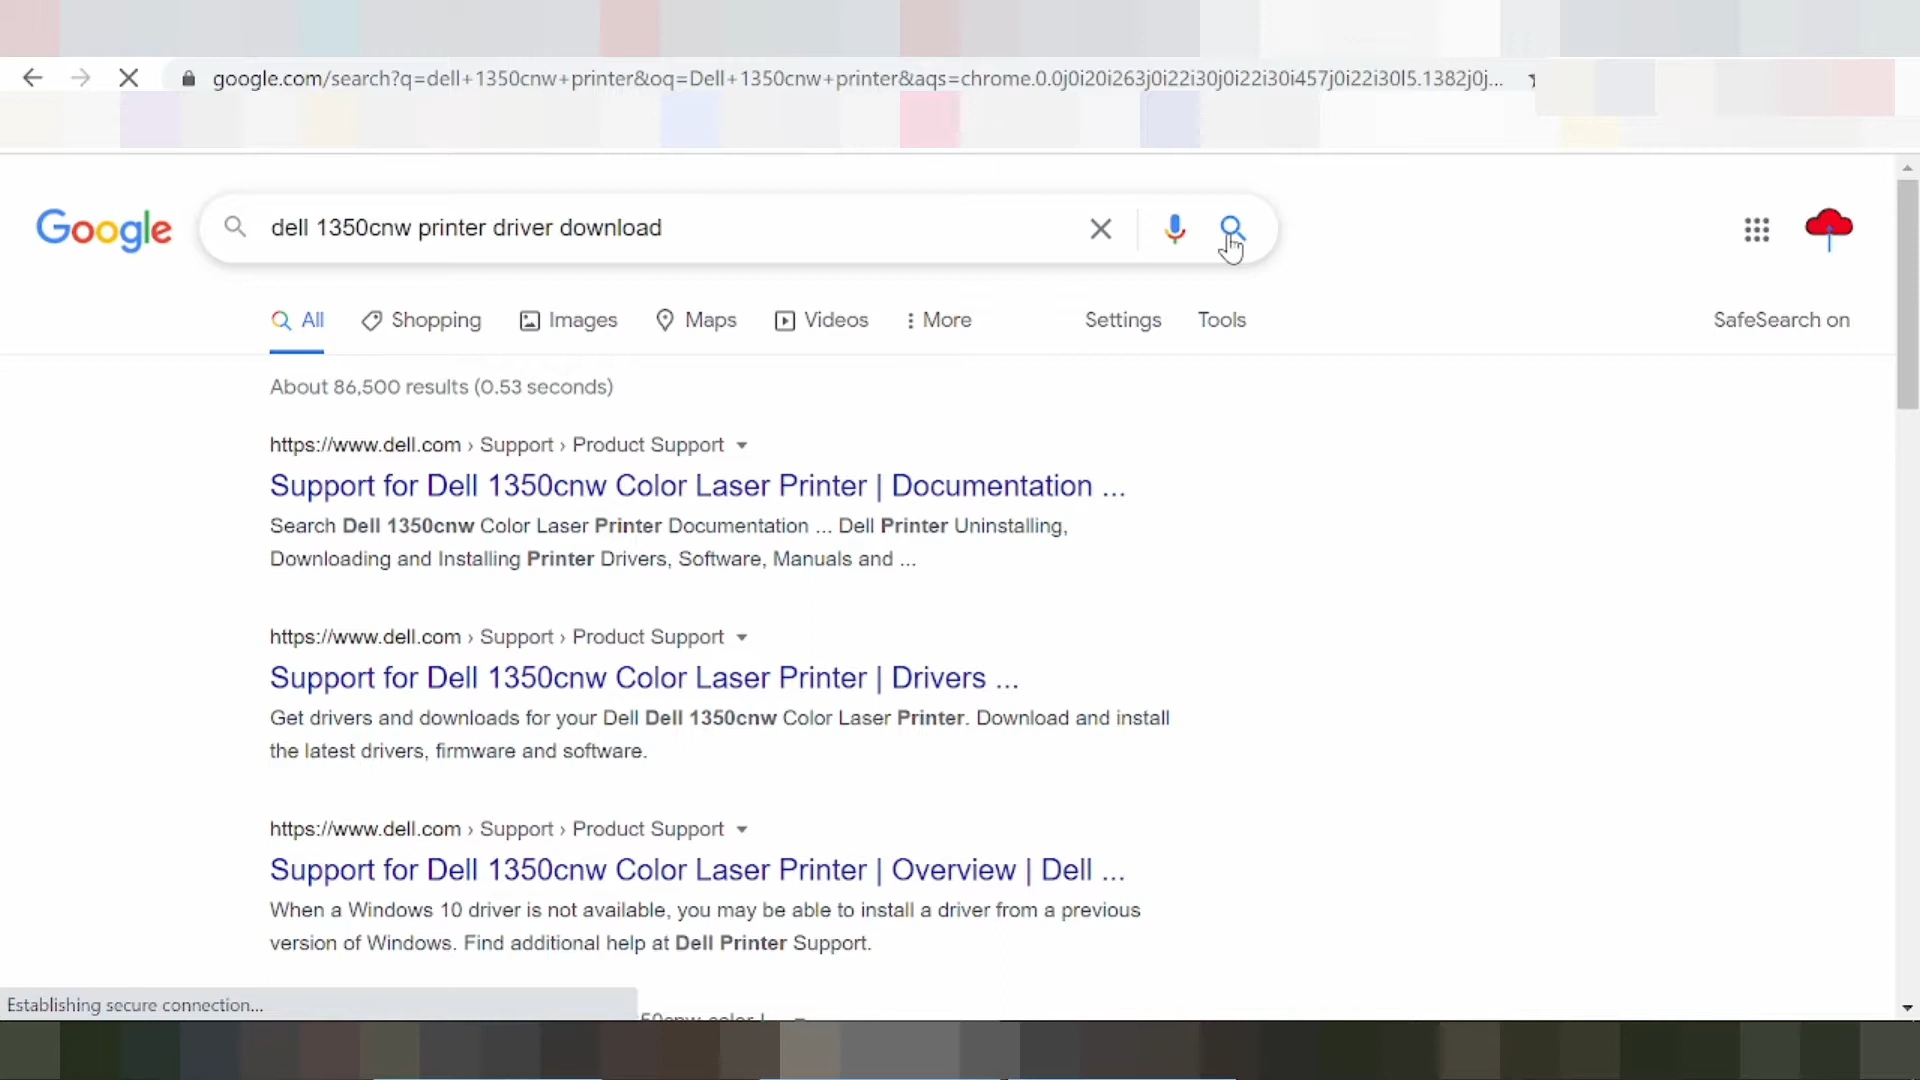 google.com/search?q=dell+1350cnw+printer&oq=Dell+1350cnw+printer&aqs=chrome.0.0j0i20i263j0i22i30j0i22i30i457j0i22i30l5.1382j0j...
Google
dell 1350cnw printer driver download
All Shopping Images Maps Videos More Settings Tools SafeSearch on
About 86,500 results (0.53 seconds)
https://www.dell.com › Support › Product Support
Support for Dell 1350cnw Color Laser Printer | Documentation ...
Search Dell 1350cnw Color Laser Printer Documentation ... Dell Printer Uninstalling,
Downloading and Installing Printer Drivers, Software, Manuals and ...
https://www.dell.com › Support › Product Support
Support for Dell 1350cnw Color Laser Printer | Drivers ...
Get drivers and downloads for your Dell Dell 1350cnw Color Laser Printer. Download and install
the latest drivers, firmware and software.
https://www.dell.com › Support › Product Support
Support for Dell 1350cnw Color Laser Printer | Overview | Dell ...
When a Windows 10 driver is not available, you may be able to install a driver from a previous
version of Windows. Find additional help at Dell Printer Support.
Establishing secure connection...